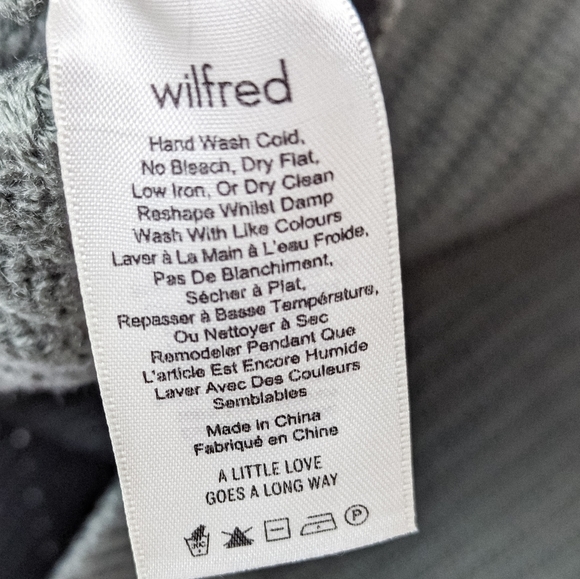 wilfred
Hand Wash Cold,
No Bleach, Dry Flat,
Low Iron, Or Dry Clean
Reshape Whilst Damp
Wash With Like Colours
Laver à La Main à L'eau Froide,
Pas De Blanchiment,
Sécher à Plat,
Repasser à Basse Température,
Ou Nettoyer à Sec
Remodeler Pendant Que
L'article Est Encore Humide
Laver Avec Des Couleurs
Semblables
Made in China
Fabriqué en Chine
A LITTLE LOVE
GOES A LONG WAY
P